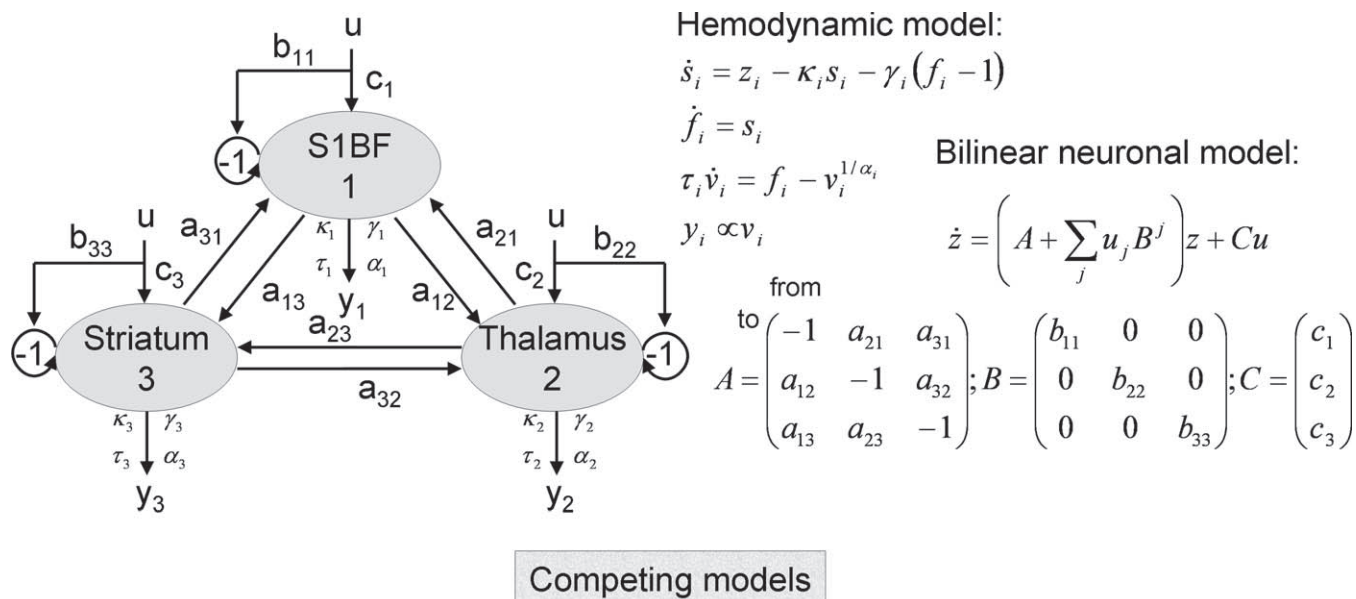 u
b₁₁
c₁
-1
S1BF
1
κ₁ γ₁
τ₁ α₁
y₁
a₃₁
a₁₃
a₂₁
a₁₂
u
b₃₃
c₃
-1
Striatum
3
κ₃ γ₃
τ₃ α₃
y₃
a₂₃
a₃₂
u
b₂₂
c₂
Thalamus
2
-1
κ₂ γ₂
τ₂ α₂
y₂
Hemodynamic model:
ṡᵢ = zᵢ − κᵢsᵢ − γᵢ(fᵢ − 1)
ḟᵢ = sᵢ
τᵢv̇ᵢ = fᵢ − vᵢ^{1/αᵢ}
yᵢ ∝ vᵢ
Bilinear neuronal model:
ż = (A + ∑_j u_j B^j) z + Cu
from
to
A = (−1 a₂₁ a₃₁; a₁₂ −1 a₃₂; a₁₃ a₂₃ −1); B = (b₁₁ 0 0; 0 b₂₂ 0; 0 0 b₃₃); C = (c₁; c₂; c₃)
Competing models